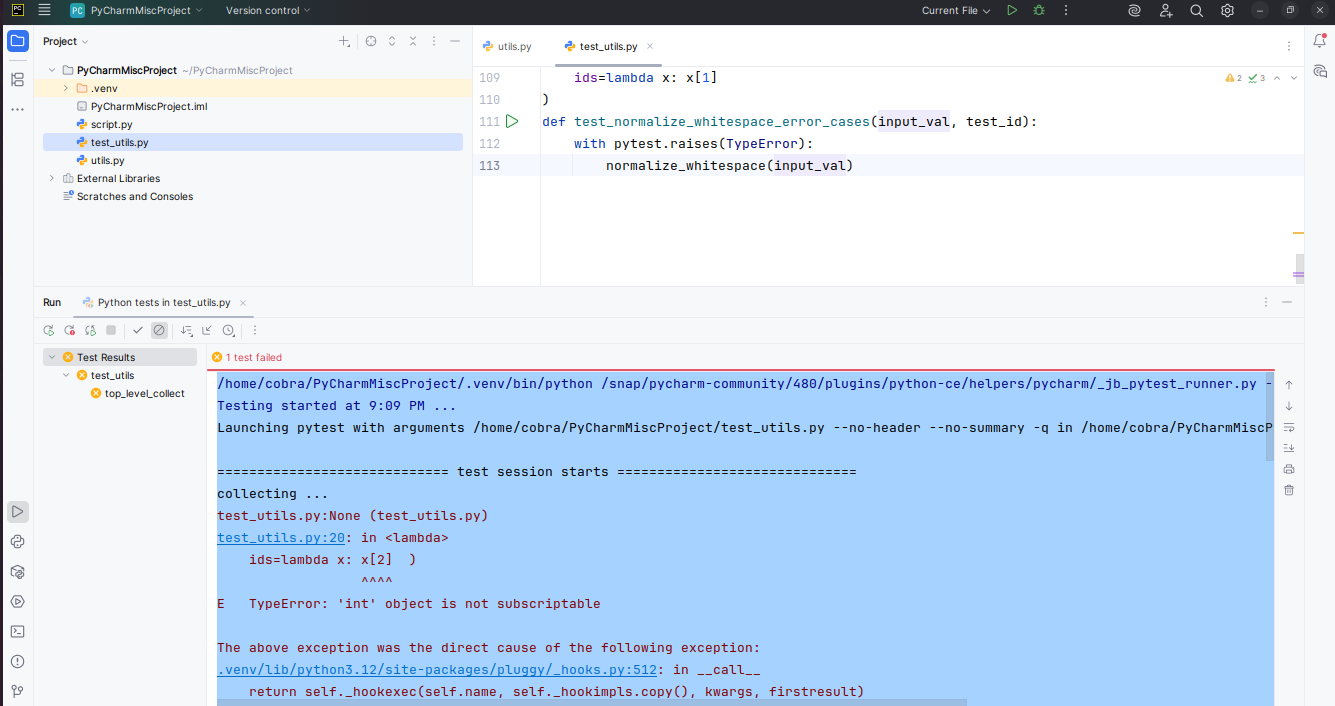 PC PC PyCharmMiscProject Version control Current File
Project
utils.py test_utils.py
PyCharmMiscProject ~/PyCharmMiscProject
.venv
PyCharmMiscProject.iml
script.py
test_utils.py
utils.py
External Libraries
Scratches and Consoles
109 ids=lambda x: x[1]
2 3
110 )
111 def test_normalize_whitespace_error_cases(input_val, test_id):
112 with pytest.raises(TypeError):
113 normalize_whitespace(input_val)
Run Python tests in test_utils.py
Test Results
test_utils
top_level_collect
1 test failed
/home/cobra/PyCharmMiscProject/.venv/bin/python /snap/pycharm-community/480/plugins/python-ce/helpers/pycharm/_jb_pytest_runner.py -
Testing started at 9:09 PM ...
Launching pytest with arguments /home/cobra/PyCharmMiscProject/test_utils.py --no-header --no-summary -q in /home/cobra/PyCharmMiscP
============================= test session starts ==============================
collecting ...
test_utils.py:None (test_utils.py)
test_utils.py:20: in <lambda>
ids=lambda x: x[2] )
^^^^
E TypeError: 'int' object is not subscriptable
The above exception was the direct cause of the following exception:
.venv/lib/python3.12/site-packages/pluggy/_hooks.py:512: in __call__
return self._hookexec(self.name, self._hookimpls.copy(), kwargs, firstresult)